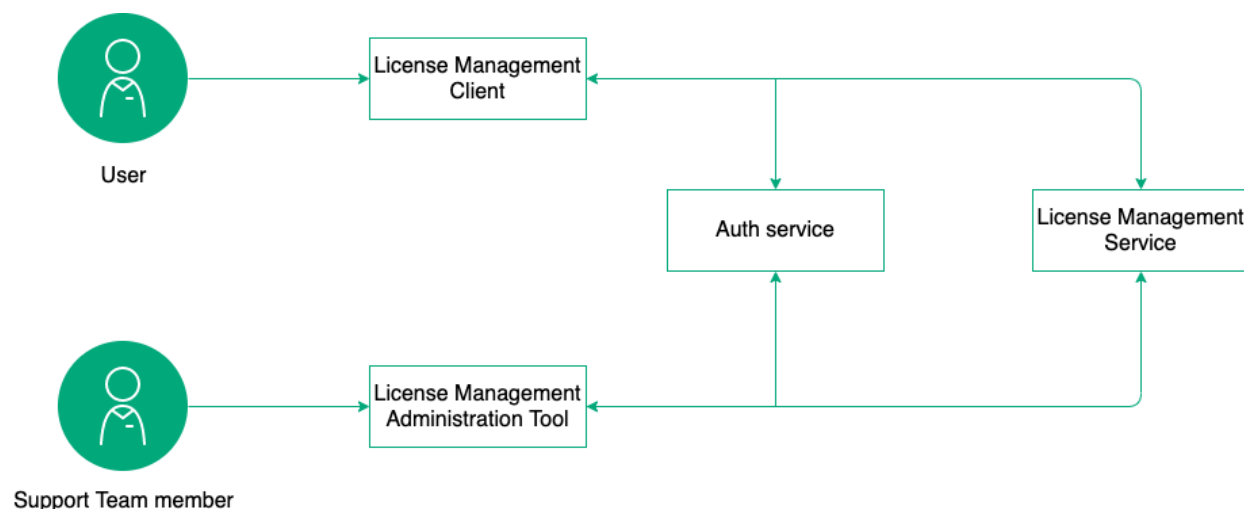 License Management
Client
User
Auth service
License Management
Service
License Management
Administration Tool
Support Team member